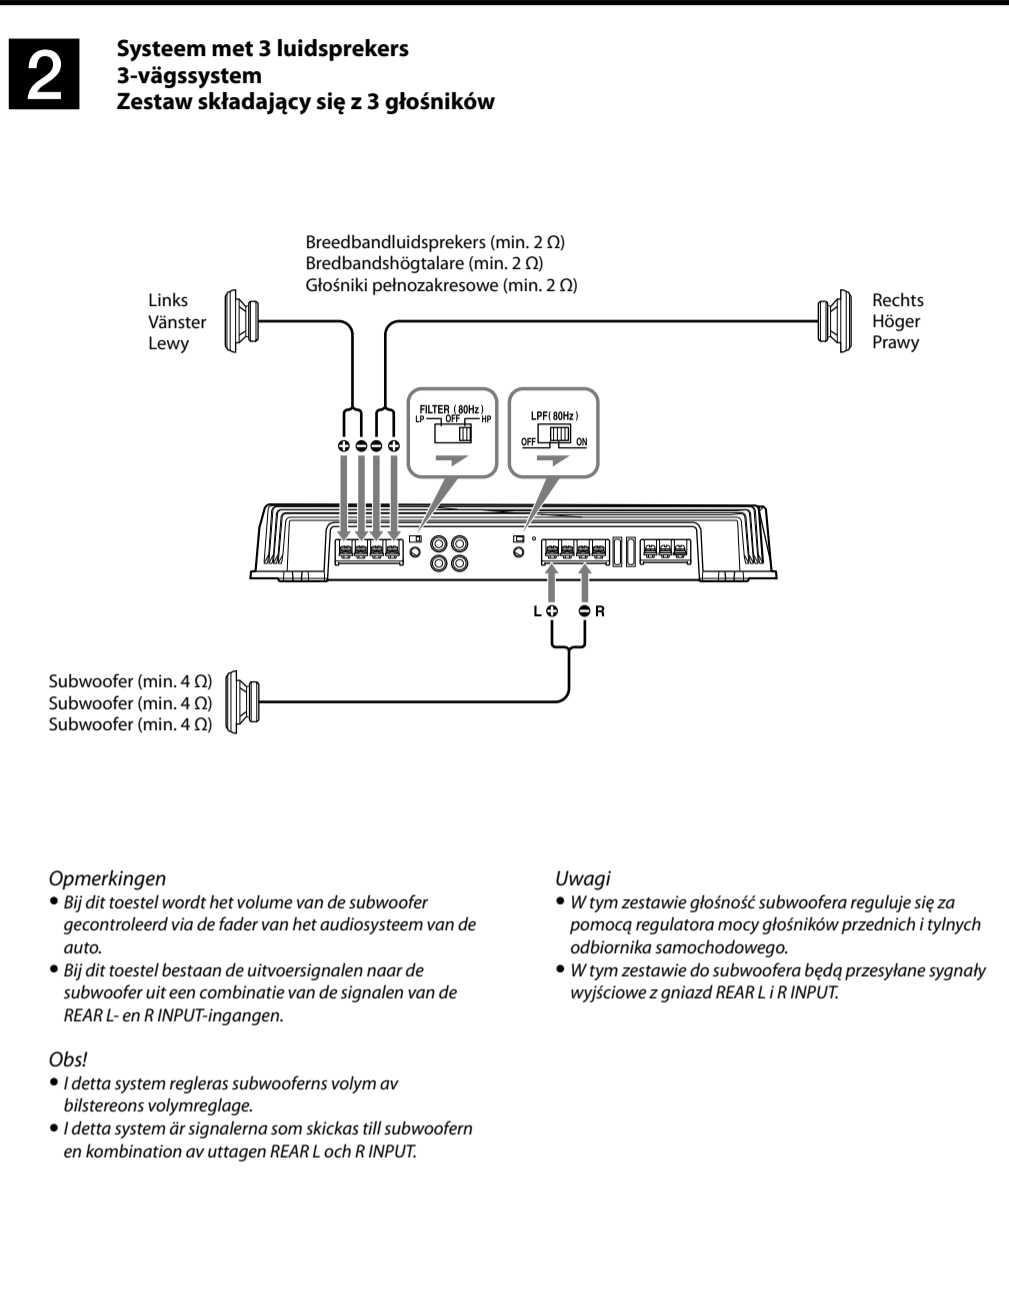 2
Systeem met 3 luidsprekers
3-vägssystem
Zestaw składający się z 3 głośników
Breedbandluidsprekers (min. 2 Ω)
Bredbandshögtalare (min. 2 Ω)
Głośniki pełnozakresowe (min. 2 Ω)
Links
Vänster
Lewy
Rechts
Höger
Prawy
FILTER ( 80Hz )
LP OFF HP
LPF( 80Hz )
OFF ON
L R
Subwoofer (min. 4 Ω)
Subwoofer (min. 4 Ω)
Subwoofer (min. 4 Ω)
Opmerkingen
• Bij dit toestel wordt het volume van de subwoofer
gecontroleerd via de fader van het audiosysteem van de
auto.
• Bij dit toestel bestaan de uitvoersignalen naar de
subwoofer uit een combinatie van de signalen van de
REAR L- en R INPUT-ingangen.
Obs!
• I detta system regleras subwooferns volym av
bilstereons volymreglage.
• I detta system är signalerna som skickas till subwoofern
en kombination av uttagen REAR L och R INPUT.
Uwagi
• W tym zestawie głośność subwoofera reguluje się za
pomocą regulatora mocy głośników przednich i tylnych
odbiornika samochodowego.
• W tym zestawie do subwoofera będą przesyłane sygnały
wyjściowe z gniazd REAR L i R INPUT.